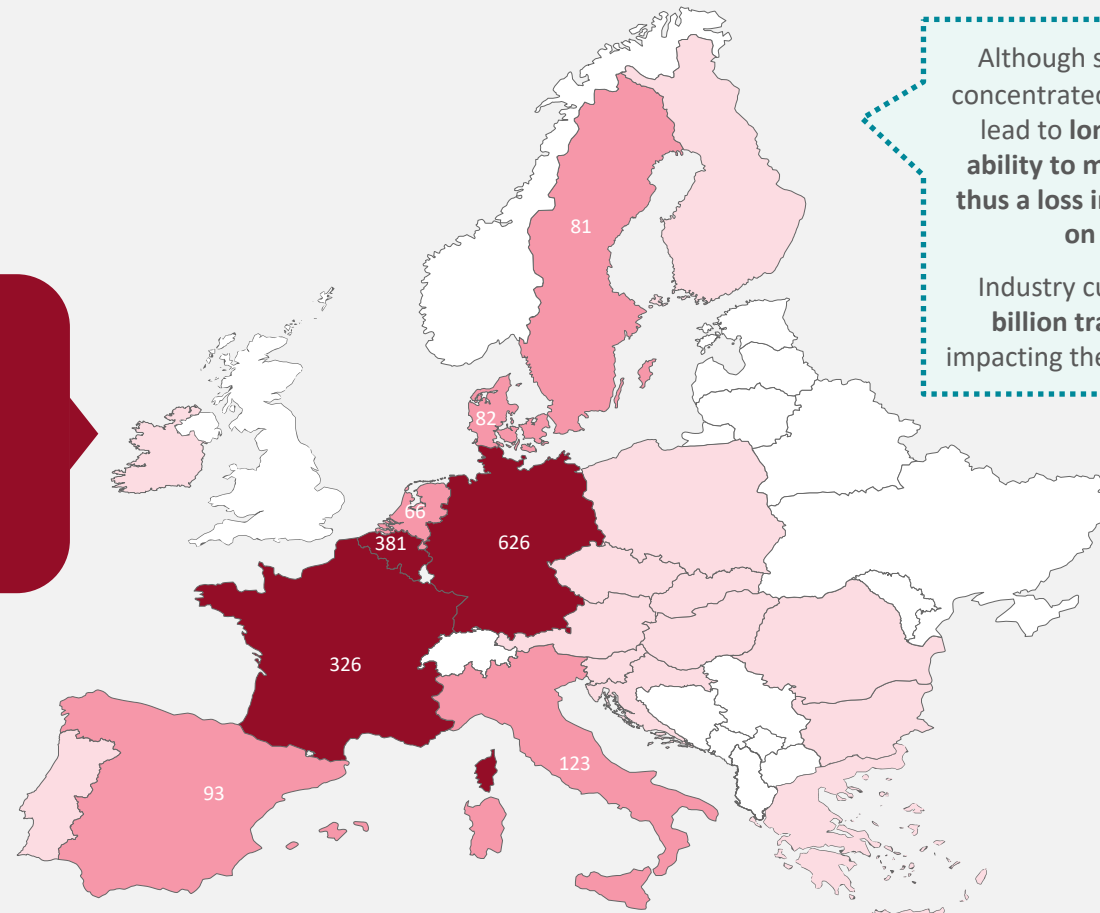 Although s
concentrated
lead to lon
ability to m
thus a loss i
on
Industry cu
billion tra
impacting the
81
82
66
381
626
326
123
93